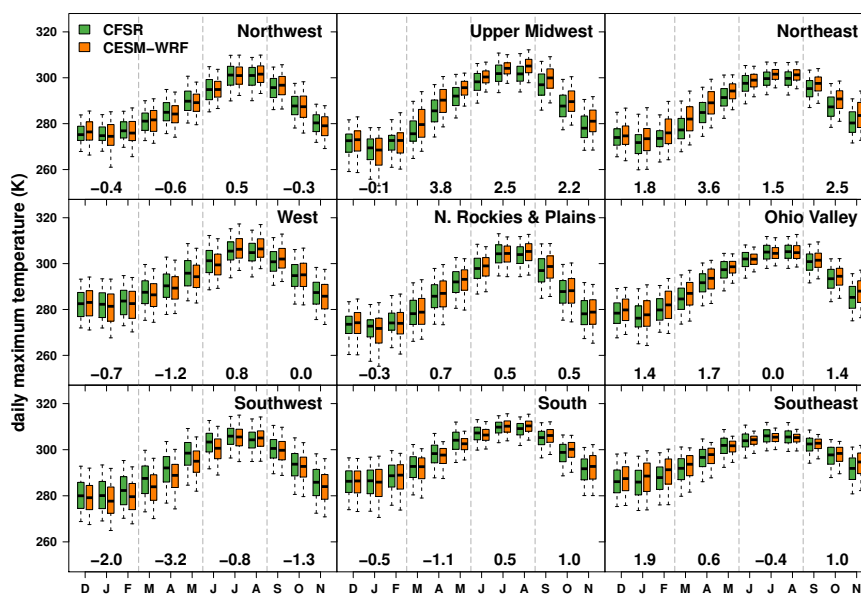 CFSR
CESM−WRF
Northwest
Upper Midwest
Northeast
320
300
280
260
−0.4 −0.6 0.5 −0.3
−0.1 3.8 2.5 2.2
1.8 3.6 1.5 2.5
daily maximum temperature (K)
West
N. Rockies & Plains
Ohio Valley
320
300
280
260
−0.7 −1.2 0.8 0.0
−0.3 0.7 0.5 0.5
1.4 1.7 0.0 1.4
Southwest
South
Southeast
320
300
280
260
−2.0 −3.2 −0.8 −1.3
−0.5 −1.1 0.5 1.0
1.9 0.6 −0.4 1.0
D J F M A M J J A S O N
D J F M A M J J A S O N
D J F M A M J J A S O N